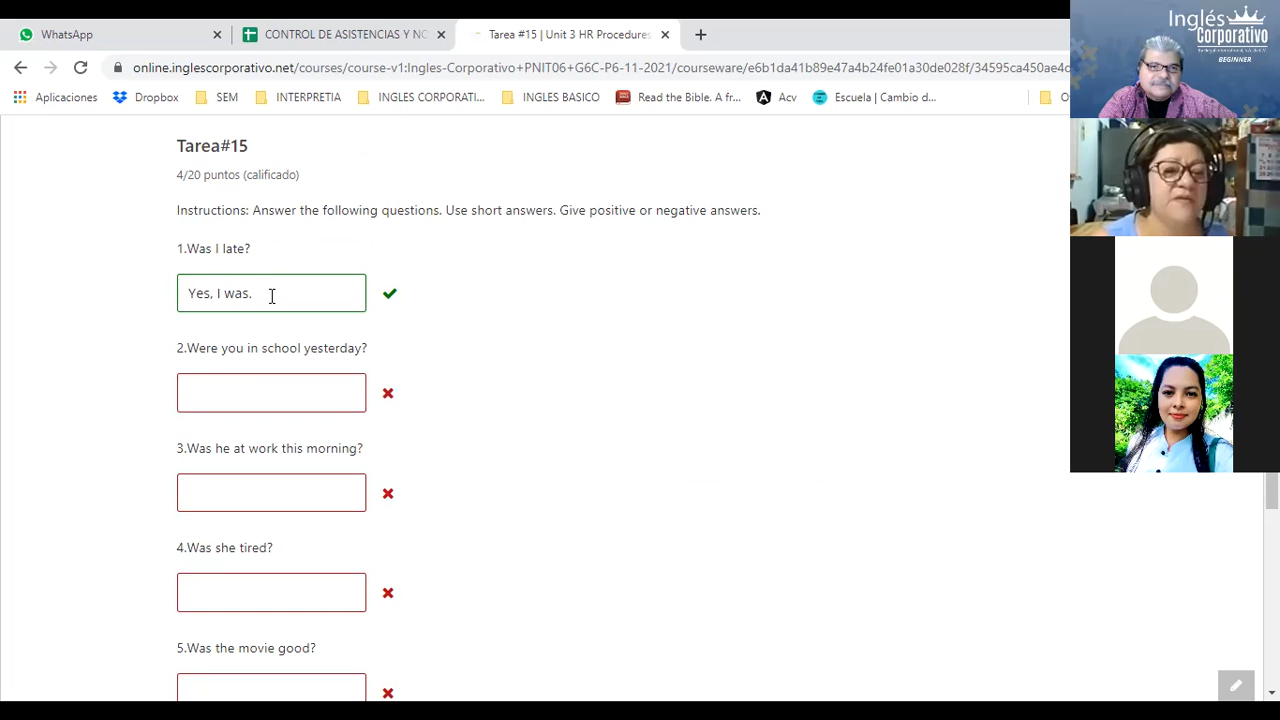 WhatsApp
CONTROL DE ASISTENCIAS Y NO
Tarea #15 | Unit 3 HR Procedures
online.inglescorporativo.net/courses/course-v1:Ingles-Corporativo+INIT06+G6C-P6-11-2021/courseware/e6b1da41b89e47a4b24fe01a30de028f/34595ca450ae4c
Aplicaciones
Dropbox
SEM
INTERPRETIA
INGLES CORPORATI...
INGLES BASICO
Read the Bible. A fr...
Acv
Escuela | Cambio d...
O
Inglés
Corporativo
BEGINNER
Tarea#15
4/20 puntos (calificado)
Instructions: Answer the following questions. Use short answers. Give positive or negative answers.
1.Was I late?
Yes, I was.
2.Were you in school yesterday?
3.Was he at work this morning?
4.Was she tired?
5.Was the movie good?